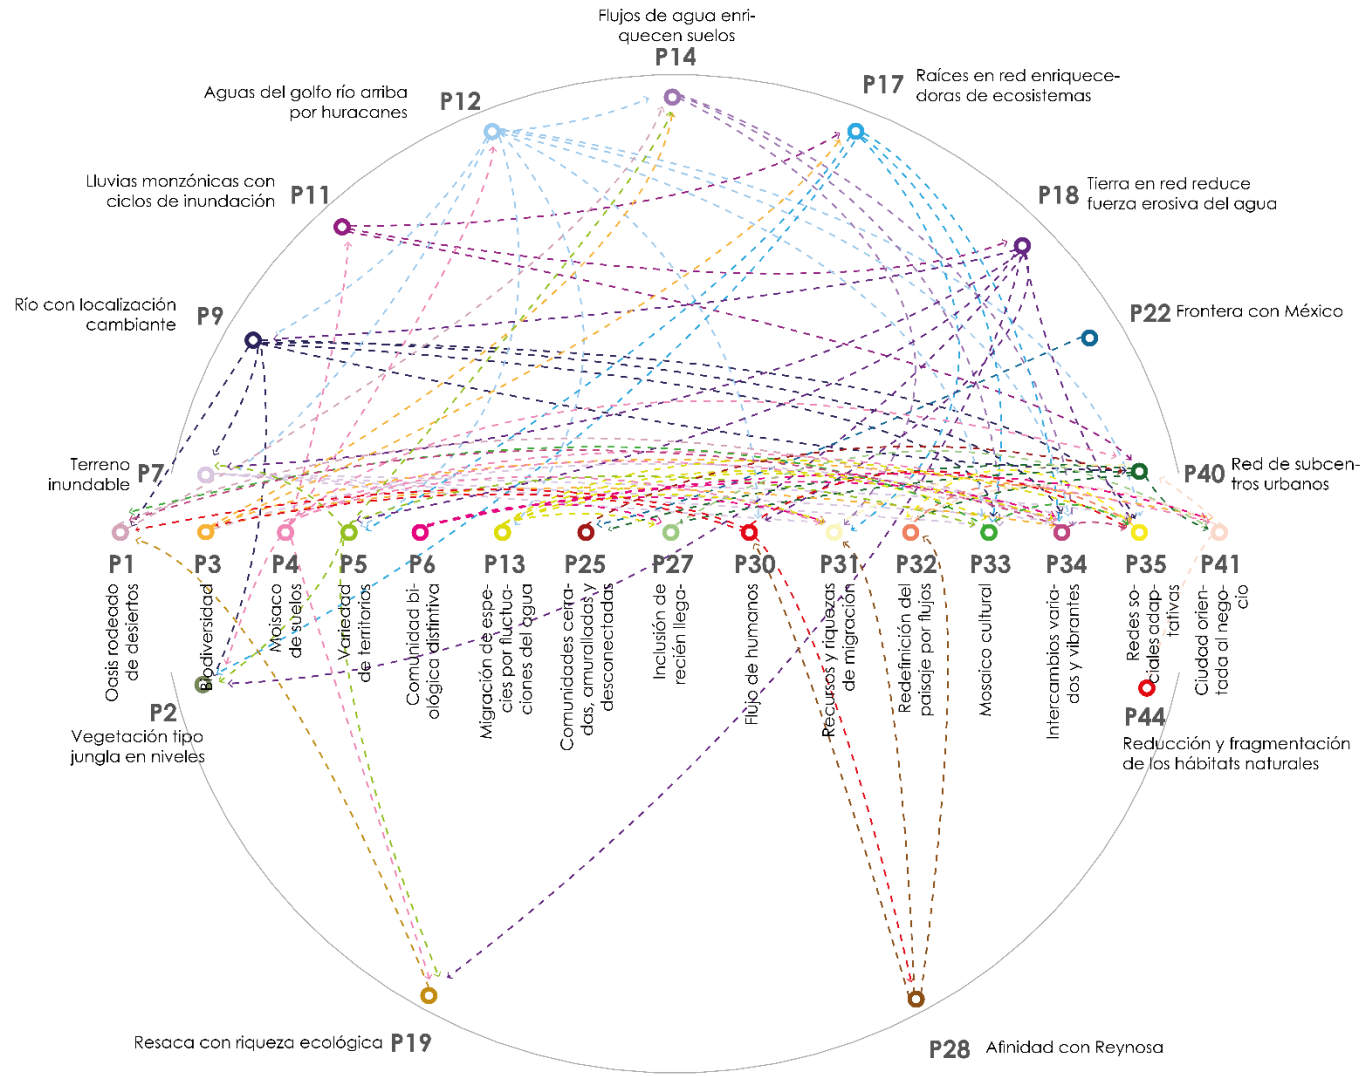 Flujos de agua enri-
quecen suelos
P14
Aguas del golfo río arriba
por huracanes
P12
P17
Raíces en red enriquece-
doras de ecosistemas
Lluvias monzónicas con
ciclos de inundación
P11
P18
Tierra en red reduce
fuerza erosiva del agua
Río con localización
cambiante
P9
P22
Frontera con México
Terreno
inundable
P7
P40
Red de subcen-
tros urbanos
P1
Oasis rodeado
de desiertos
P3
Biodiversidad
P4
Moisaco
de suelos
P5
Variedad
de territorios
P6
Comunidad bi-
ológica distintiva
P13
Migración de espe-
cies por fluctua-
ciones del agua
P25
Comunidades cerra-
das, amuralladas y
desconectadas
P27
Inclusión de
recién llega-
P30
Flujo de humanos
P31
Recursos y riquezas
de migración
P32
Redefinición del
paisaje por flujos
P33
Mosaico cultural
P34
Intercambios varia-
dos y vibrantes
P35
Redes so-
ciales adap-
tativas
P41
Ciudad orien-
tada al nego-
cio
P2
Vegetación tipo
jungla en niveles
P44
Reducción y fragmentación
de los hábitats naturales
Resaca con riqueza ecológica
P19
P28
Afinidad con Reynosa